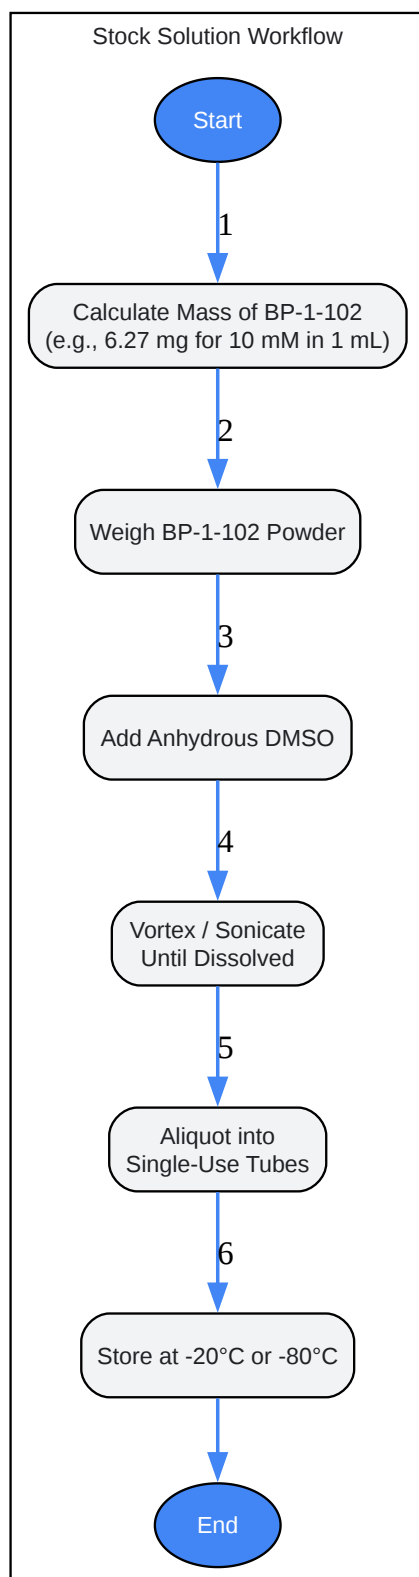 Stock Solution Workflow
Start
1
Calculate Mass of BP-1-102
(e.g., 6.27 mg for 10 mM in 1 mL)
2
Weigh BP-1-102 Powder
3
Add Anhydrous DMSO
4
Vortex / Sonicate
Until Dissolved
5
Aliquot into
Single-Use Tubes
6
Store at -20°C or -80°C
End